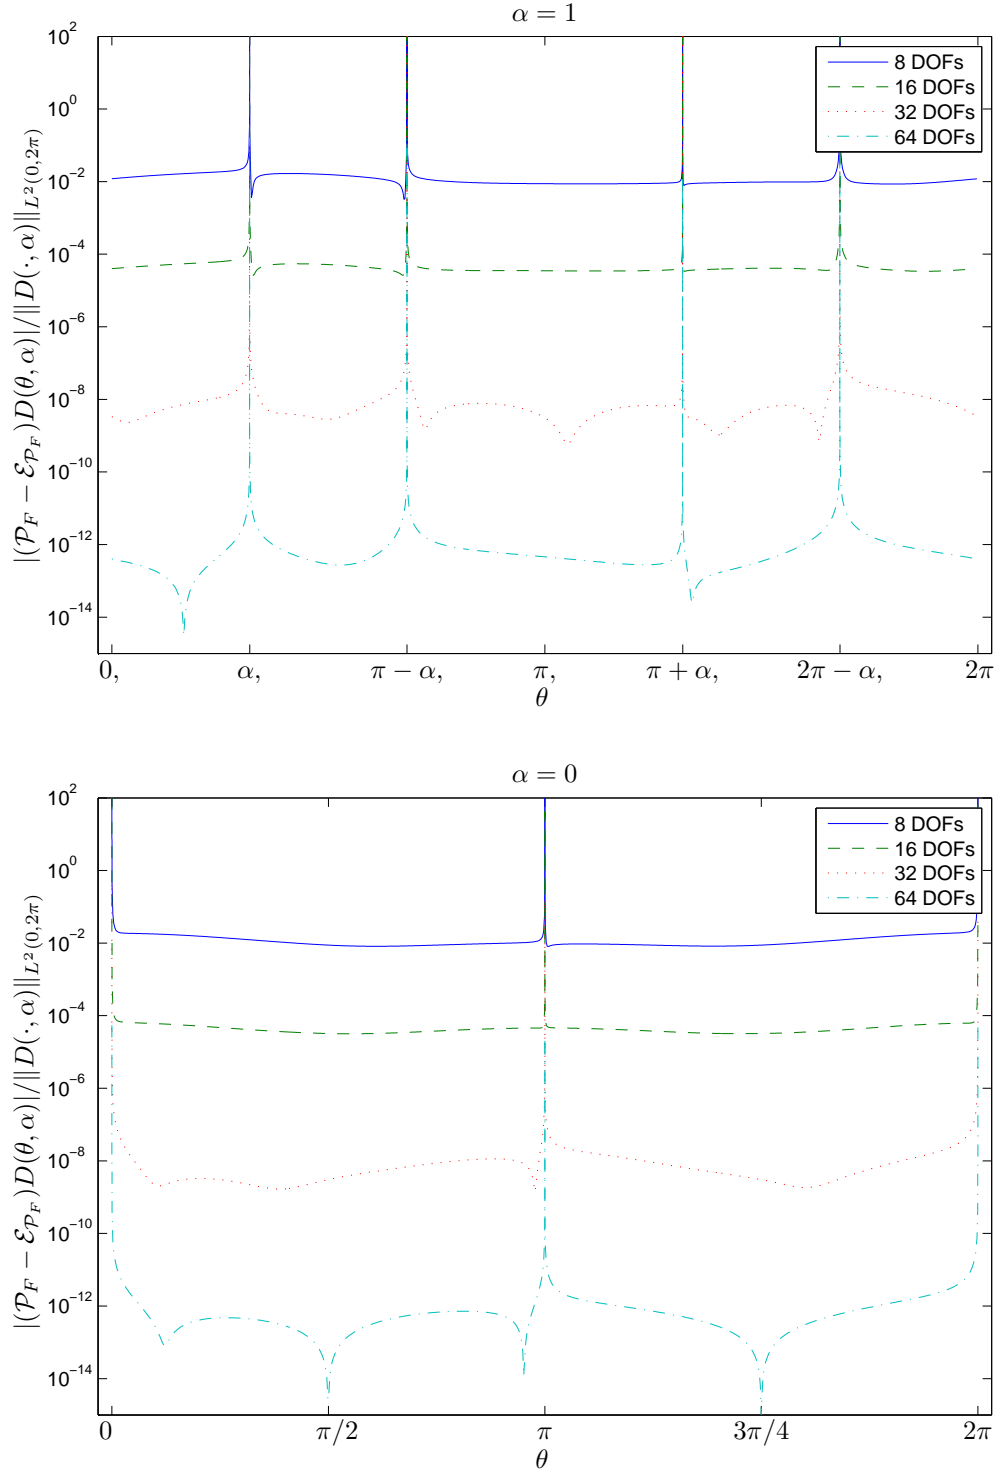 α = 1
|(𝒫_F − ℰ_{𝒫_F})D(θ, α)|/‖D(·, α)‖_{L²(0,2π)}
10^2
10^0
10^−2
10^−4
10^−6
10^−8
10^−10
10^−12
10^−14
8 DOFs
16 DOFs
32 DOFs
64 DOFs
0, α, π − α, π, π + α, 2π − α, 2π
θ
α = 0
|(𝒫_F − ℰ_{𝒫_F})D(θ, α)|/‖D(·, α)‖_{L²(0,2π)}
10^2
10^0
10^−2
10^−4
10^−6
10^−8
10^−10
10^−12
10^−14
8 DOFs
16 DOFs
32 DOFs
64 DOFs
0 π/2 π 3π/4 2π
θ